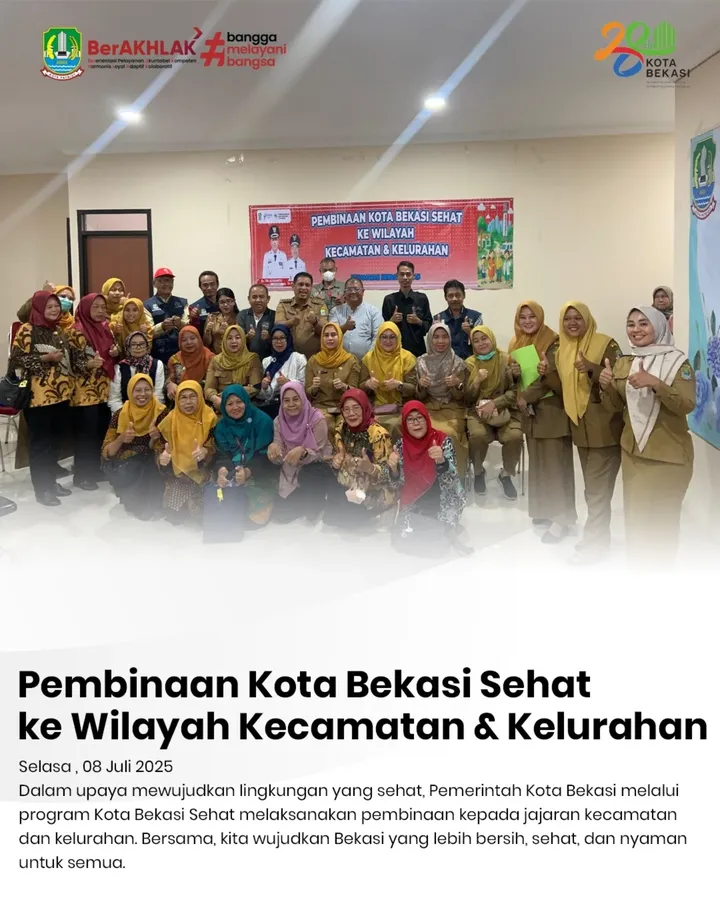 BerAKHLAK
#bangga
melayani
bangsa
28
KOTA
BEKASI
PEMBINAAN KOTA BEKASI SEHAT
KE WILAYAH
KECAMATAN & KELURAHAN
Pembinaan Kota Bekasi Sehat
ke Wilayah Kecamatan & Kelurahan
Selasa , 08 Juli 2025
Dalam upaya mewujudkan lingkungan yang sehat, Pemerintah Kota Bekasi melalui
program Kota Bekasi Sehat melaksanakan pembinaan kepada jajaran kecamatan
dan kelurahan. Bersama, kita wujudkan Bekasi yang lebih bersih, sehat, dan nyaman
untuk semua.